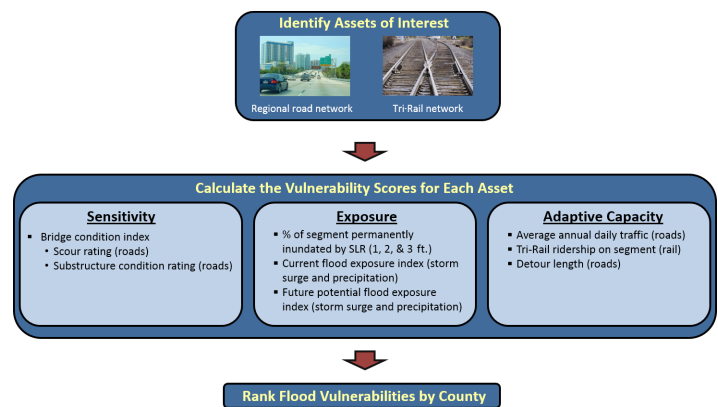 Identify Assets of Interest
Regional road network
Tri-Rail network
Calculate the Vulnerability Scores for Each Asset
Sensitivity
▪ Bridge condition index
• Scour rating (roads)
• Substructure condition rating (roads)
Exposure
▪ % of segment permanently
inundated by SLR (1, 2, & 3 ft.)
▪ Current flood exposure index (storm
surge and precipitation)
▪ Future potential flood exposure
index (storm surge and precipitation)
Adaptive Capacity
▪ Average annual daily traffic (roads)
▪ Tri-Rail ridership on segment (rail)
▪ Detour length (roads)
Rank Flood Vulnerabilities by County